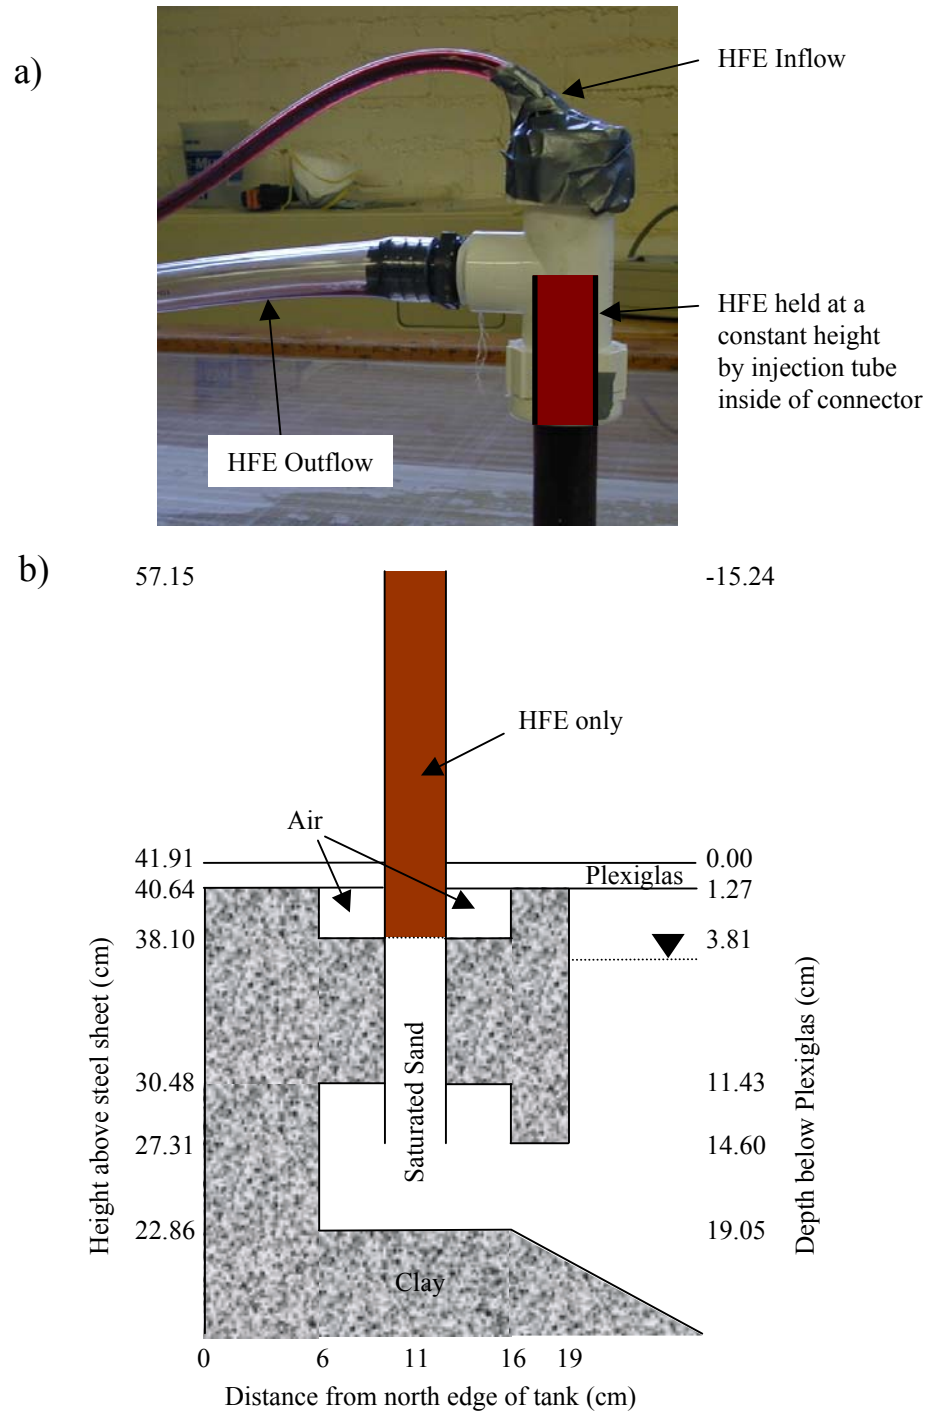 a)
HFE Inflow
HFE held at a
constant height
by injection tube
inside of connector
HFE Outflow
b)
57.15
-15.24
HFE only
Air
41.91
0.00
Plexiglas
40.64
1.27
38.10
3.81
Height above steel sheet (cm)
Saturated Sand
Depth below Plexiglas (cm)
30.48
11.43
27.31
14.60
22.86
19.05
Clay
0 6 11 16 19
Distance from north edge of tank (cm)